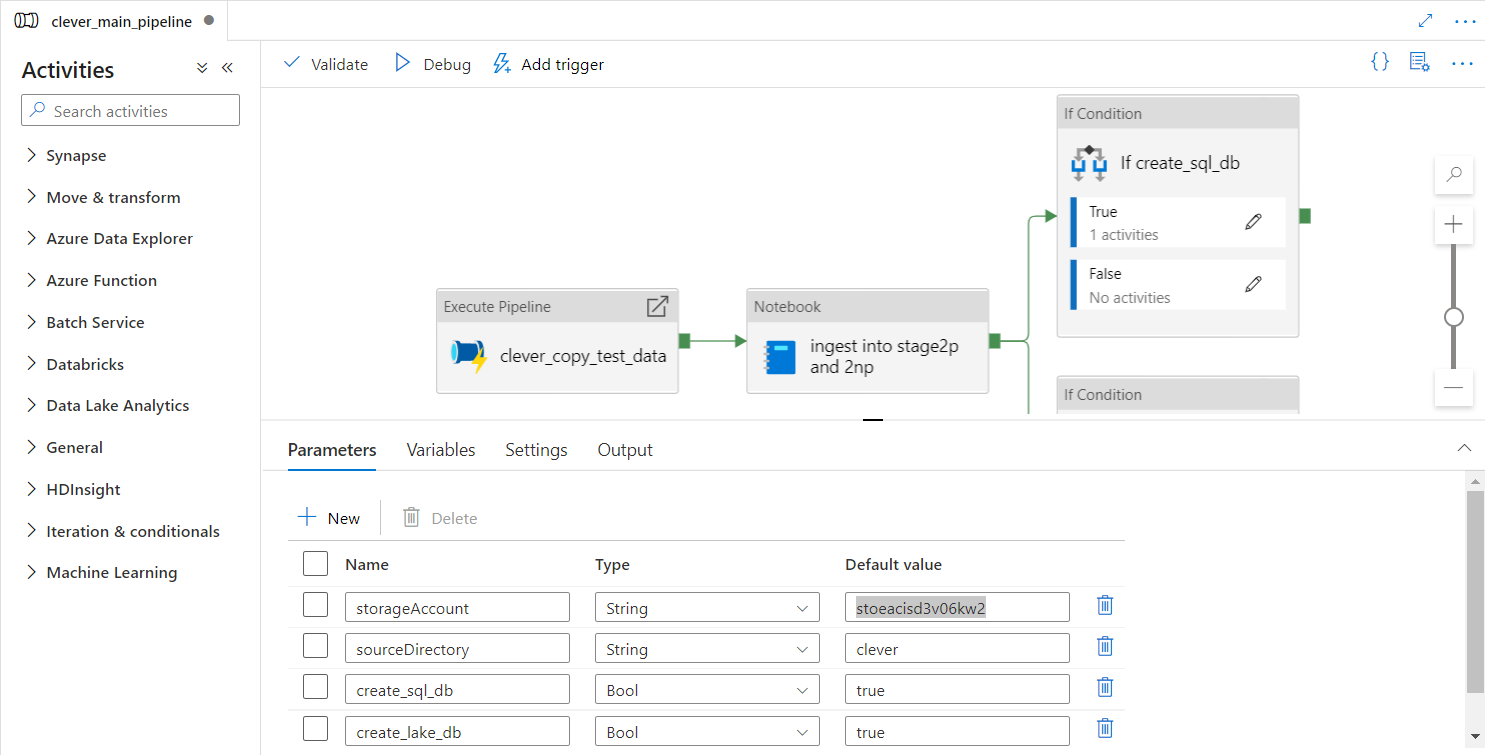 clever_main_pipeline
Activities
Search activities
Synapse
Move & transform
Azure Data Explorer
Azure Function
Batch Service
Databricks
Data Lake Analytics
General
HDInsight
Iteration & conditionals
Machine Learning
Validate Debug Add trigger
Execute Pipeline
clever_copy_test_data
Notebook
ingest into stage2p
and 2np
If Condition
If create_sql_db
True
1 activities
False
No activities
If Condition
Parameters Variables Settings Output
New Delete
Name Type Default value
storageAccount String stoeacisd3v06kw2
sourceDirectory String clever
create_sql_db Bool true
create_lake_db Bool true